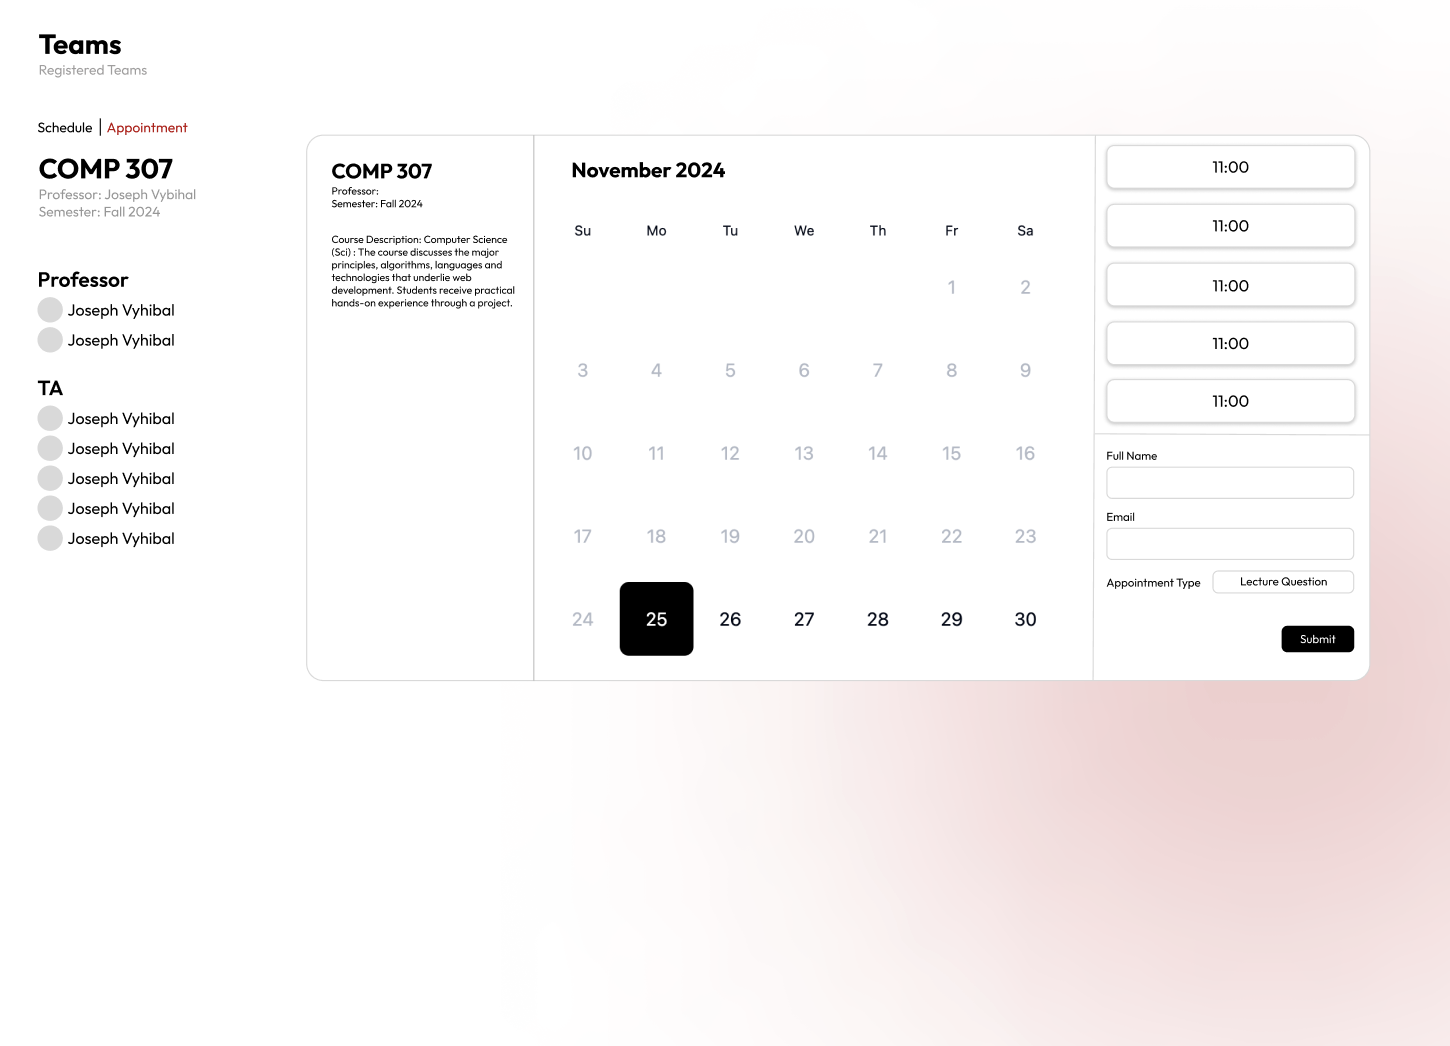 Teams
Registered Teams
Schedule | Appointment
COMP 307
Professor: Joseph Vybihal
Semester: Fall 2024
Professor
Joseph Vyhibal
Joseph Vyhibal
TA
Joseph Vyhibal
Joseph Vyhibal
Joseph Vyhibal
Joseph Vyhibal
Joseph Vyhibal
COMP 307
Professor:
Semester: Fall 2024
Course Description: Computer Science
(Sci) : The course discusses the major
principles, algorithms, languages and
technologies that underlie web
development. Students receive practical
hands-on experience through a project.
November 2024
Su Mo Tu We Th Fr Sa
1 2
3 4 5 6 7 8 9
10 11 12 13 14 15 16
17 18 19 20 21 22 23
24 25 26 27 28 29 30
11:00
11:00
11:00
11:00
11:00
Full Name
Email
Appointment Type Lecture Question
Submit